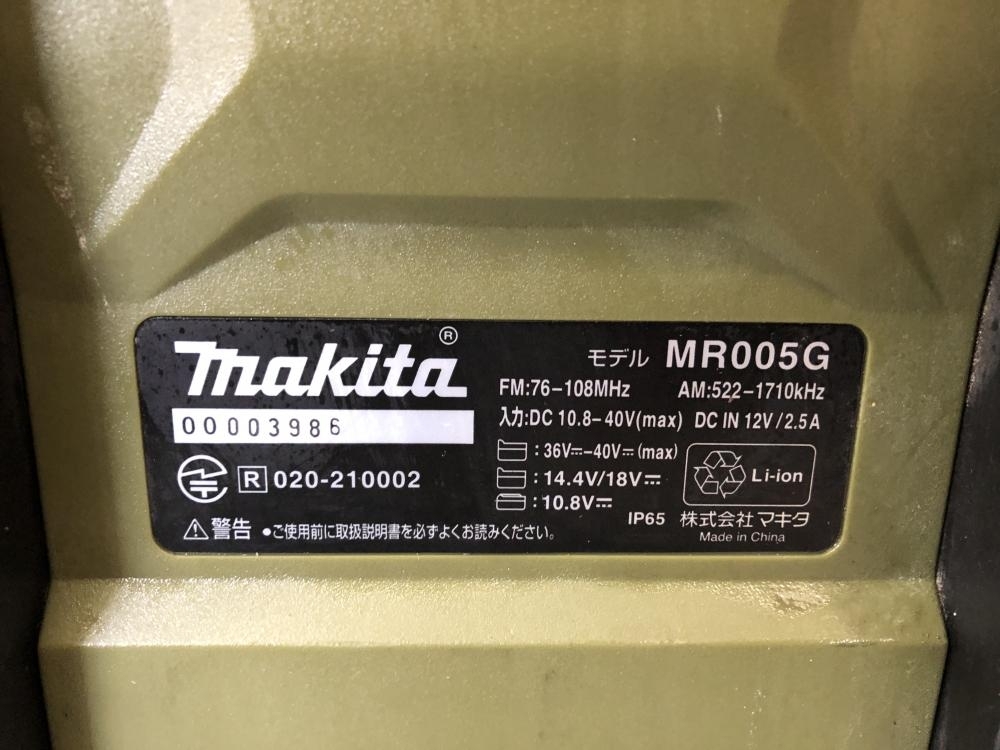 makita®
00003986
R 020-210002
⚠警告 ●ご使用前に取扱説明書を必ずよくお読みください。
モデル MR005G
FM:76-108MHz AM:522-1710kHz
入力:DC 10.8-40V(max) DC IN 12V/2.5A
:36V⎓-40V⎓(max)
:14.4V/18V⎓
:10.8V⎓
Li-ion
IP65 株式会社マキタ
Made in China